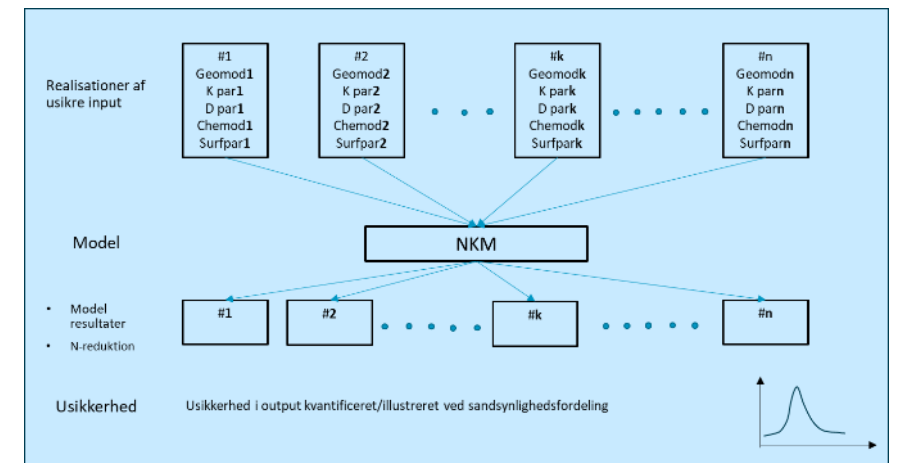 Realisationer af
usikre input
#1
Geomod1
K par1
D par1
Chemod1
Surfpar1
#2
Geomod2
K par2
D par2
Chemod2
Surfpar2
#k
Geomodk
K park
D park
Chemodk
Surfpark
#n
Geomodn
K parn
D parn
Chemodn
Surfparn
Model
NKM
• Model
resultater
• N-reduktion
#1
#2
#k
#n
Usikkerhed
Usikkerhed i output kvantificeret/illustreret ved sandsynlighedsfordeling